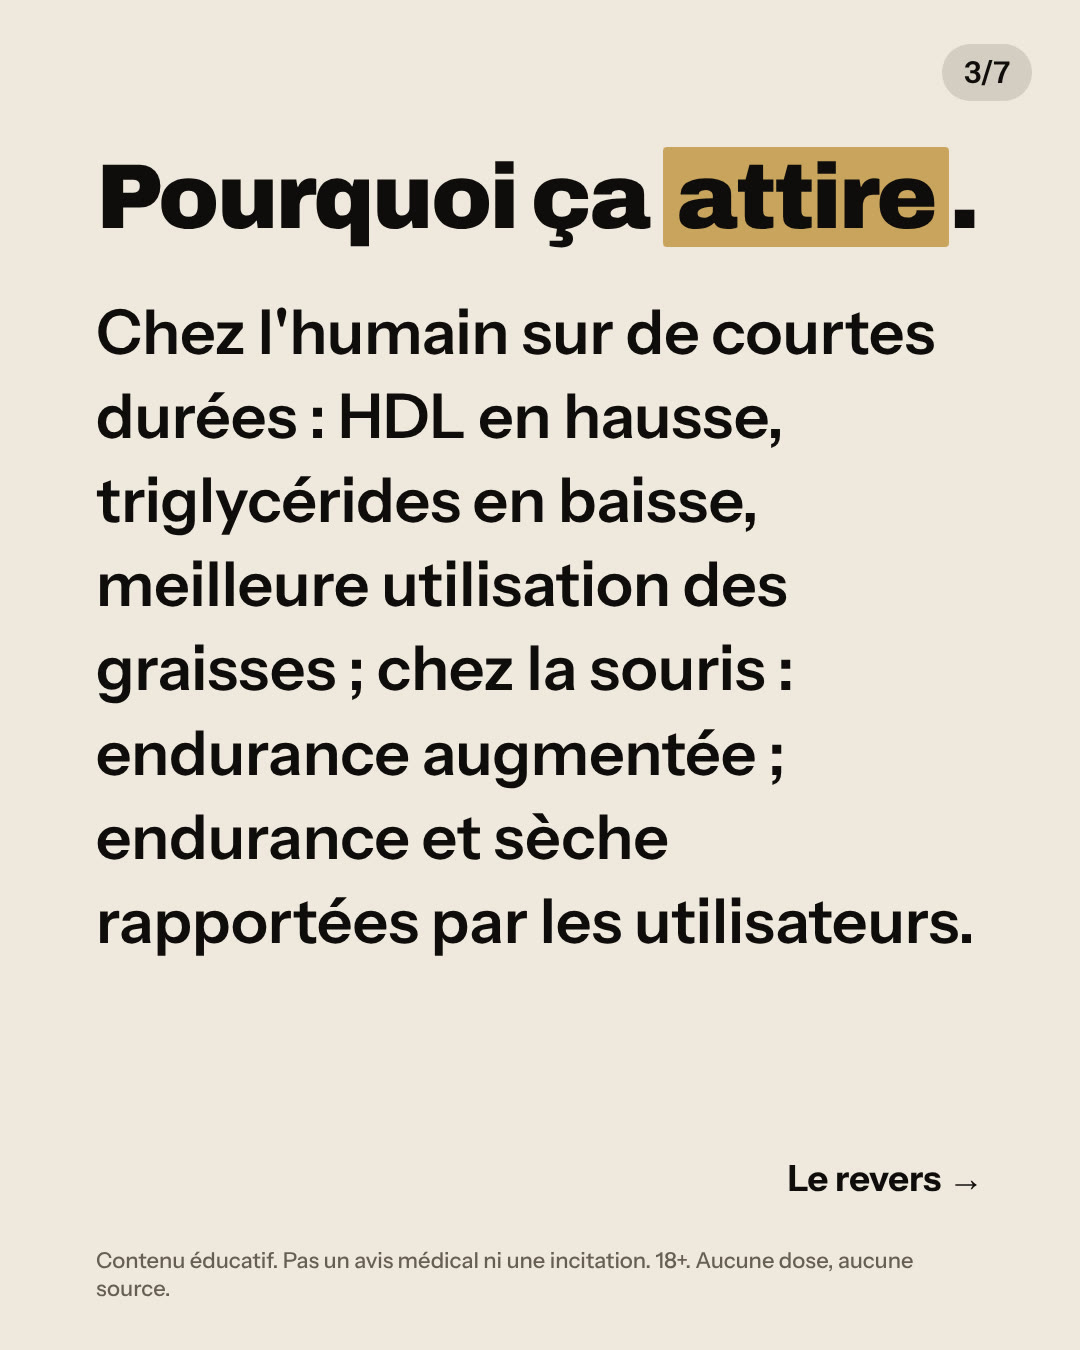 3/7
Pourquoi ça attire.
Chez l'humain sur de courtes
durées : HDL en hausse,
triglycérides en baisse,
meilleure utilisation des
graisses ; chez la souris :
endurance augmentée ;
endurance et sèche
rapportées par les utilisateurs.
Le revers →
Contenu éducatif. Pas un avis médical ni une incitation. 18+. Aucune dose, aucune
source.